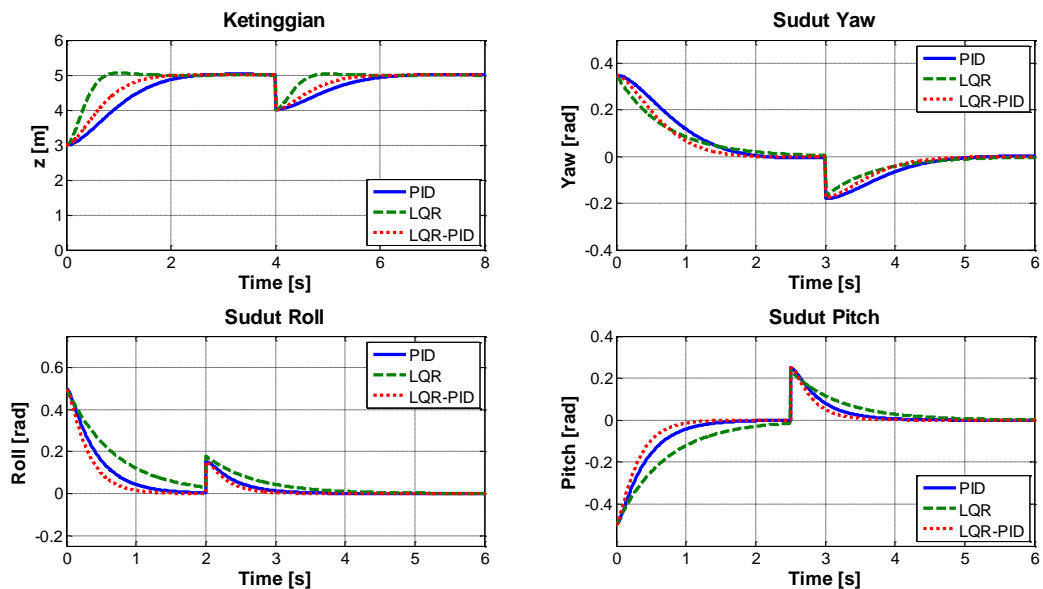 Ketinggian
6
5
4
3
2
1
0
z [m]
0 2 4 6 8
Time [s]
PID
LQR
LQR-PID
Sudut Yaw
0.4
0.2
0
-0.2
-0.4
Yaw [rad]
0 1 2 3 4 5 6
Time [s]
PID
LQR
LQR-PID
Sudut Roll
0.6
0.4
0.2
0
-0.2
Roll [rad]
0 1 2 3 4 5 6
Time [s]
PID
LQR
LQR-PID
Sudut Pitch
0.4
0.2
0
-0.2
-0.4
Pitch [rad]
0 1 2 3 4 5 6
Time [s]
PID
LQR
LQR-PID